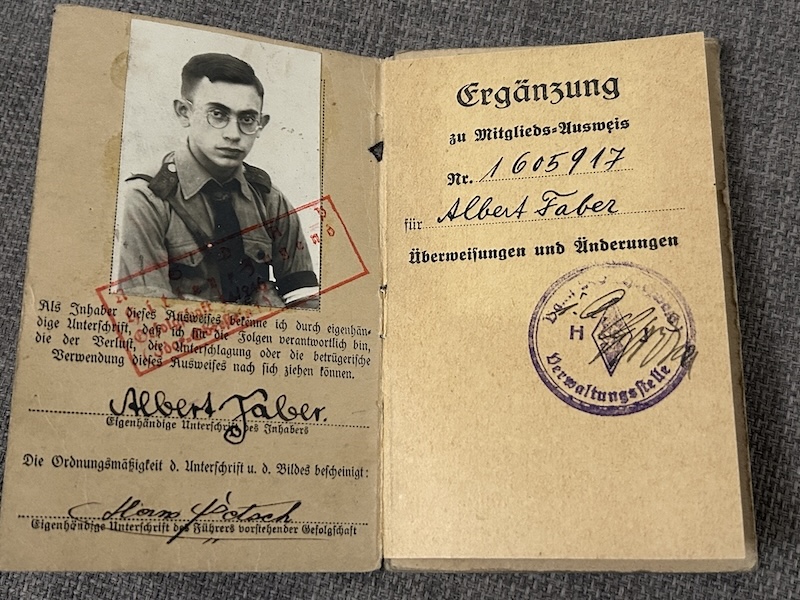 Als Inhaber dieses Ausweises bekenne ich durch eigenhän-
dige Unterschrift, daß ich für die Folgen verantwortlich bin,
die der Verlust, die Unterschlagung oder die betrügerische
Verwendung dieses Ausweises nach sich ziehen können.
Albert Faber.
Eigenhändige Unterschrift des Inhabers
Die Ordnungsmäßigkeit d. Unterschrift u. d. Bildes bescheinigt:
Eigenhändige Unterschrift des Führers vorstehender Gefolgschaft
Ergänzung
zu Mitglieds-Ausweis
Nr. 1605917
für Albert Faber
Überweisungen und Änderungen
H
Verwaltungsstelle